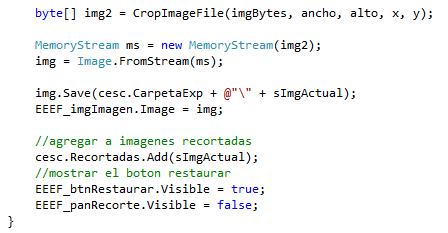 byte[] img2 = CropImageFile(imgBytes, ancho, alto, x, y);
MemoryStream ms = new MemoryStream(img2);
img = Image.FromStream(ms);
img.Save(cesc.CarpetaExp + @"\" + sImgActual);
EEEF_imgImagen.Image = img;
//agregar a imagenes recortadas
cesc.Recortadas.Add(sImgActual);
//mostrar el boton restaurar
EEEF_btnRestaurar.Visible = true;
EEEF_panRecorte.Visible = false;
}